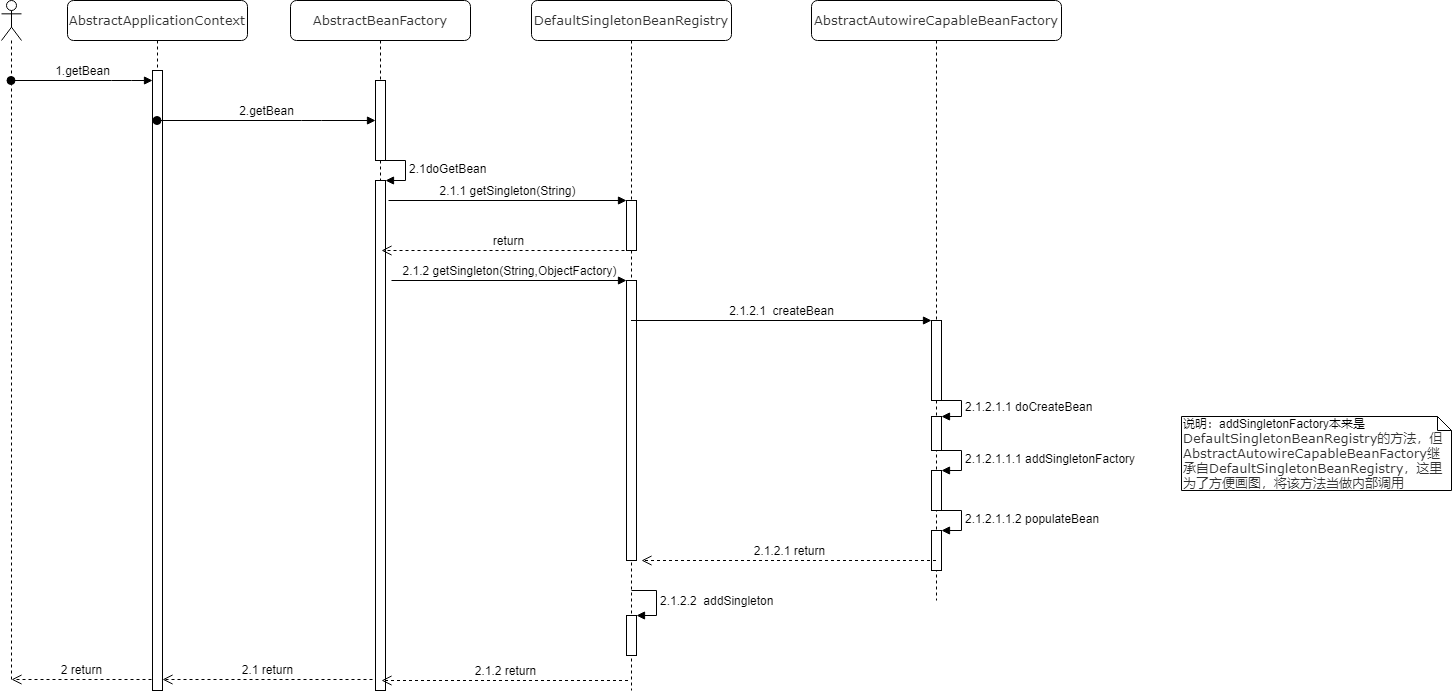 AbstractApplicationContext
AbstractBeanFactory
DefaultSingletonBeanRegistry
AbstractAutowireCapableBeanFactory
1.getBean
2.getBean
2.1doGetBean
2.1.1 getSingleton(String)
return
2.1.2 getSingleton(String,ObjectFactory)
2.1.2.1 createBean
2.1.2.1.1 doCreateBean
说明：addSingletonFactory本来是
DefaultSingletonBeanRegistry的方法，但
AbstractAutowireCapableBeanFactory继
承自DefaultSingletonBeanRegistry，这里
为了方便画图，将该方法当做内部调用
2.1.2.1.1.1 addSingletonFactory
2.1.2.1.1.2 populateBean
2.1.2.1 return
2.1.2.2 addSingleton
2 return
2.1 return
2.1.2 return